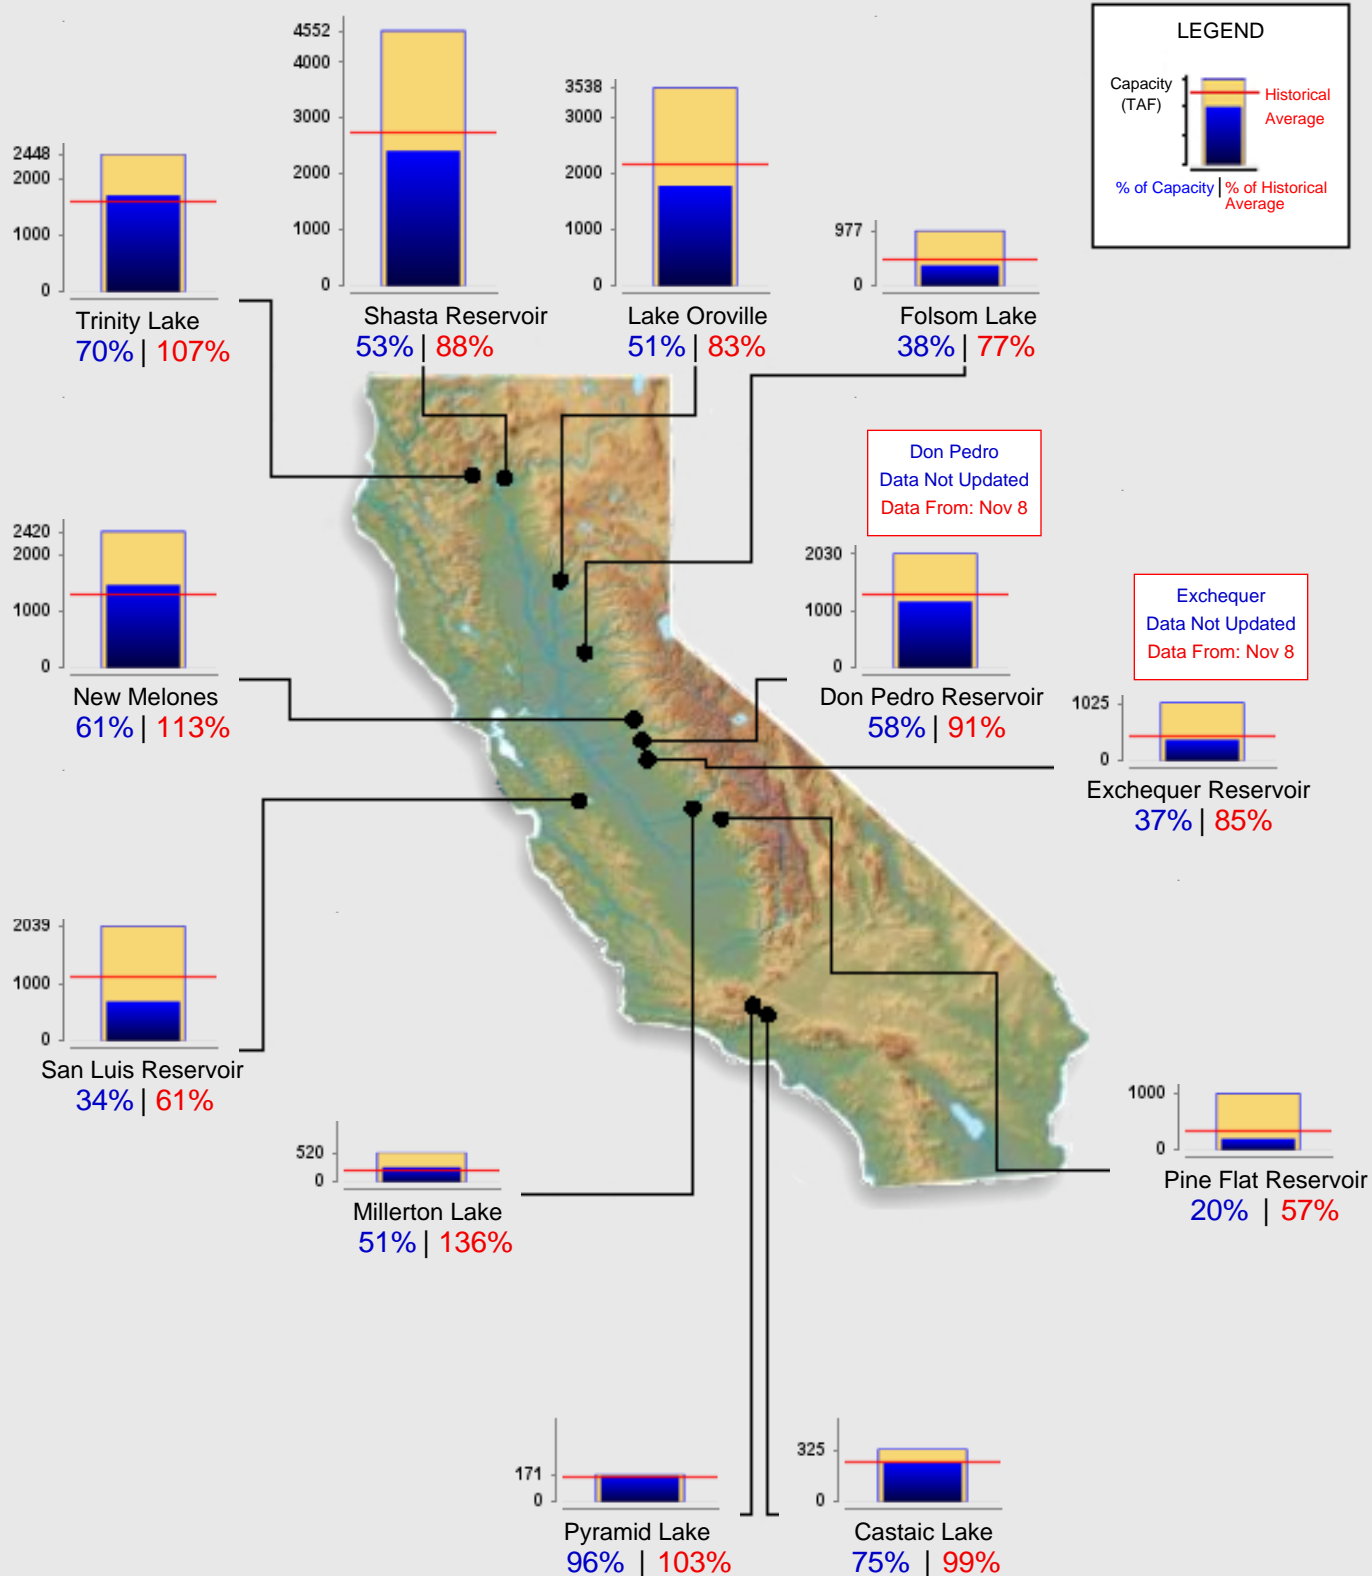 LEGEND
Capacity
(TAF)
Historical
Average
% of Capacity | % of Historical
Average
4552
4000
3000
2000
1000
0
Shasta Reservoir
53% | 88%
3538
3000
2000
1000
0
Lake Oroville
51% | 83%
2448
2000
1000
0
Trinity Lake
70% | 107%
977
0
Folsom Lake
38% | 77%
Don Pedro
Data Not Updated
Data From: Nov 8
2420
2000
1000
0
New Melones
61% | 113%
2030
1000
0
Don Pedro Reservoir
58% | 91%
Exchequer
Data Not Updated
Data From: Nov 8
1025
0
Exchequer Reservoir
37% | 85%
2039
1000
0
San Luis Reservoir
34% | 61%
520
0
Millerton Lake
51% | 136%
1000
0
Pine Flat Reservoir
20% | 57%
171
0
Pyramid Lake
96% | 103%
325
0
Castaic Lake
75% | 99%